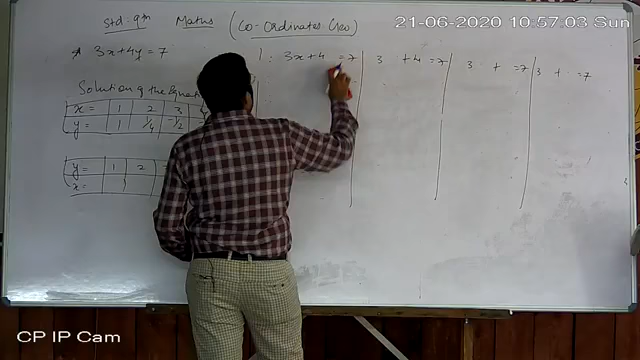 Std: 9th Maths (Co-Ordinates Geo)
21-06-2020 10:57:03 Sun
3x+4y=7
1: 3x+4 =7 3 +4 =7 3 + =7 3 + =7
Solution of the Equation
x= 1 2 3
y= 1 1/4 -1/2
y= 1 2
x= 1
CP IP Cam